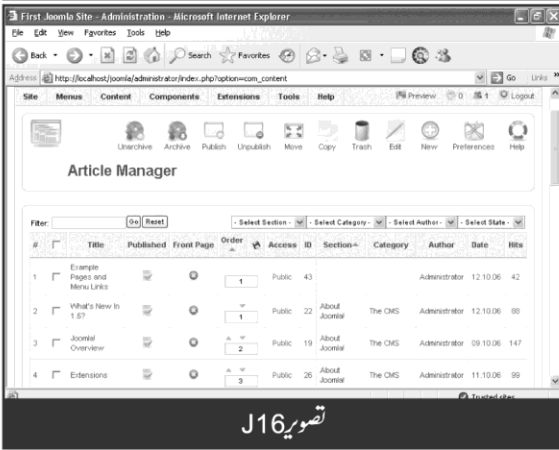 First Joomla Site - Administration - Microsoft Internet Explorer
File Edit View Favorites Tools Help
Back Search Favorites
Address http://localhost/joomla/administrator/index.php?option=com_content Go Links »
Site Menus Content Components Extensions Tools Help Preview 0 1 Logout
Unarchive Archive Publish Unpublish Move Copy Trash Edit New Preferences Help
Article Manager
Filter: Go Reset - Select Section - - Select Category - - Select Author - - Select State -
# Title Published Front Page Order Access ID Section Category Author Date Hits
1 Example Pages and Menu Links 1 Public 43 Administrator 12.10.06 42
2 What's New In 1.5? 1 Public 22 About Joomla! The CMS Administrator 12.10.06 88
3 Joomla! Overview 2 Public 19 About Joomla! The CMS Administrator 09.10.06 147
4 Extensions 3 Public 26 About Joomla! The CMS Administrator 11.10.06 99
Trusted sites
تصویر J16